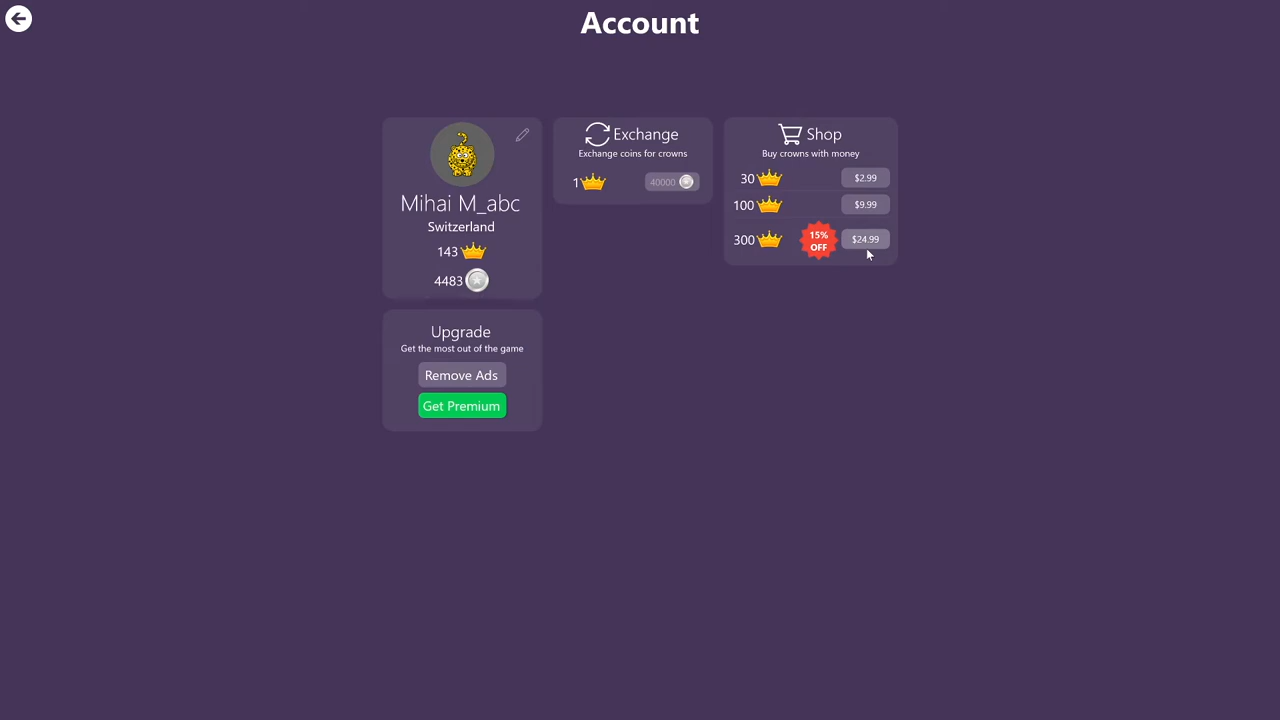 Account
Mihai M_abc
Switzerland
143
4483
Upgrade
Get the most out of the game
Remove Ads
Get Premium
Exchange
Exchange coins for crowns
1 40000
Shop
Buy crowns with money
30 $2.99
100 $9.99
300 15% OFF $24.99